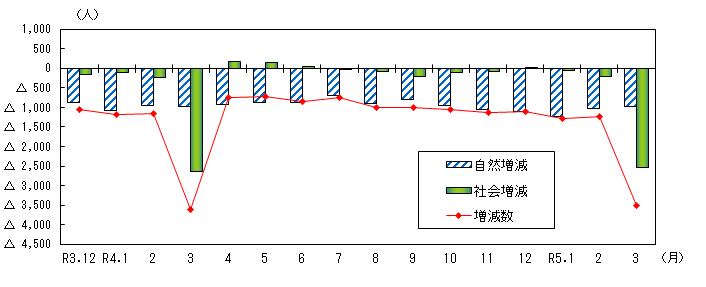 (人)
1,000
500
0
△ 500
△ 1,000
△ 1,500
△ 2,000
△ 2,500
△ 3,000
△ 3,500
△ 4,000
△ 4,500
自然増減
社会増減
増減数
R3.12 R4.1 2 3 4 5 6 7 8 9 10 11 12 R5.1 2 3 (月)